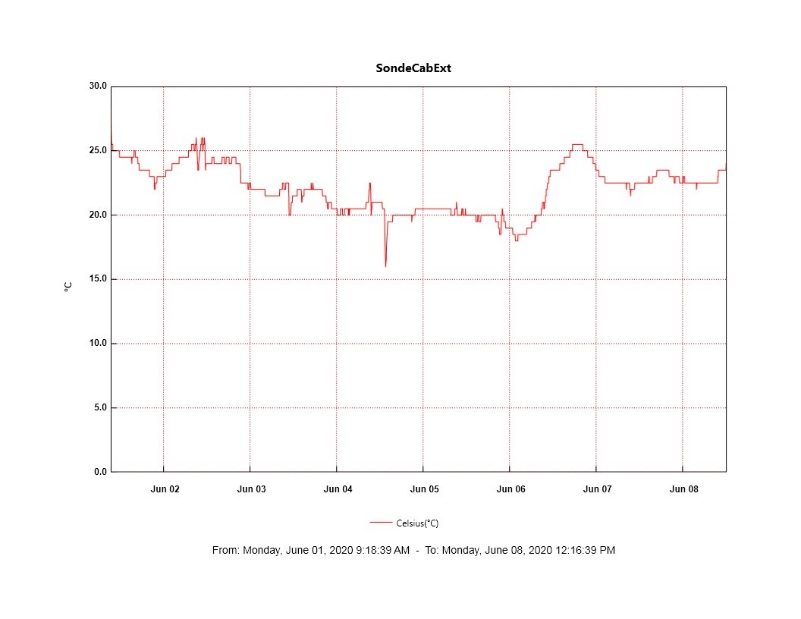 SondeCabExt
30.0
25.0
20.0
15.0
10.0
5.0
0.0
°C
Jun 02 Jun 03 Jun 04 Jun 05 Jun 06 Jun 07 Jun 08
Celsius(°C)
From: Monday, June 01, 2020 9:18:39 AM - To: Monday, June 08, 2020 12:16:39 PM